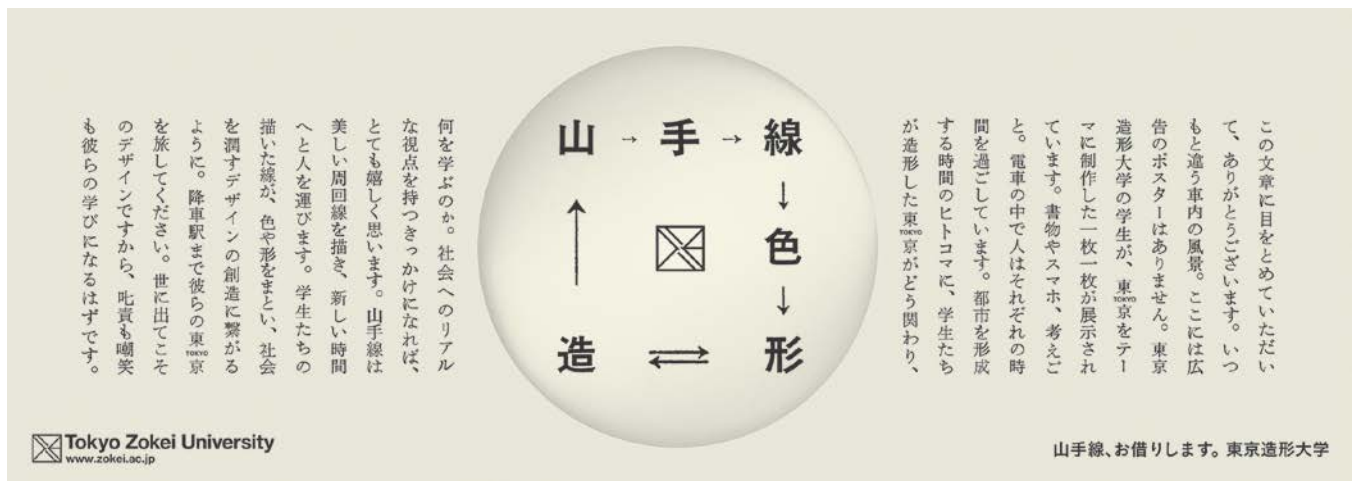 この文章に目をとめていただい
て、ありがとうございます。いつ
もと違う車内の風景。ここには広
告のポスターはありません。東京
造形大学の学生が、東TOKYO京をテー
マに制作した一枚一枚が展示され
ています。書物やスマホ、考えご
と。電車の中で人はそれぞれの時
間を過ごしています。都市を形成
する時間のヒトコマに、学生たち
が造形した東TOKYO京がどう関わり、
山→手→線
↑ ↓
色
↓
造⇌形
何を学ぶのか。社会へのリアル
な視点を持つきっかけになれば、
とても嬉しく思います。山手線は
美しい周回線を描き、新しい時間
へと人を運びます。学生たちの
描いた線が、色や形をまとい、社会
を潤すデザインの創造に繋がる
ように。降車駅まで彼らの東TOKYO京
を旅してください。世に出てこそ
のデザインですから、叱責も嘲笑
も彼らの学びになるはずです。
Tokyo Zokei University
www.zokei.ac.jp
山手線、お借りします。東京造形大学